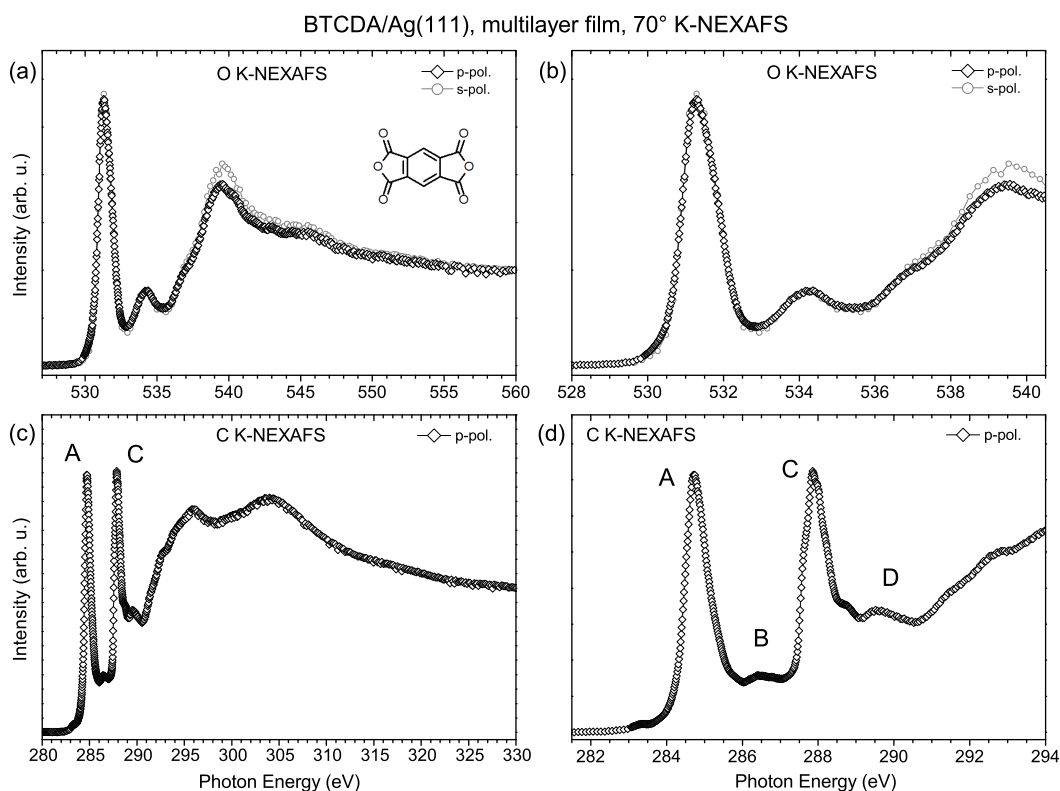 BTCDA/Ag(111), multilayer film, 70° K-NEXAFS
(a)
O K-NEXAFS
p-pol.
s-pol.
O O
O O
O O
Intensity (arb. u.)
530 535 540 545 550 555 560
(b)
O K-NEXAFS
p-pol.
s-pol.
528 530 532 534 536 538 540
(c)
C K-NEXAFS
p-pol.
A
C
Intensity (arb. u.)
280 285 290 295 300 305 310 315 320 325 330
Photon Energy (eV)
(d)
C K-NEXAFS
p-pol.
A
B
C
D
282 284 286 288 290 292 294
Photon Energy (eV)